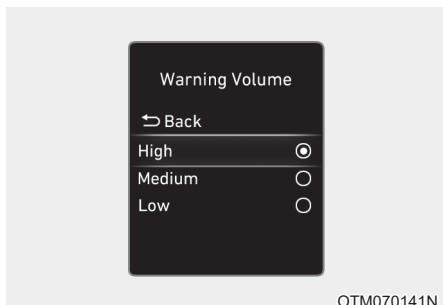 Warning Volume
Back
High
Medium
Low
OTM070141N